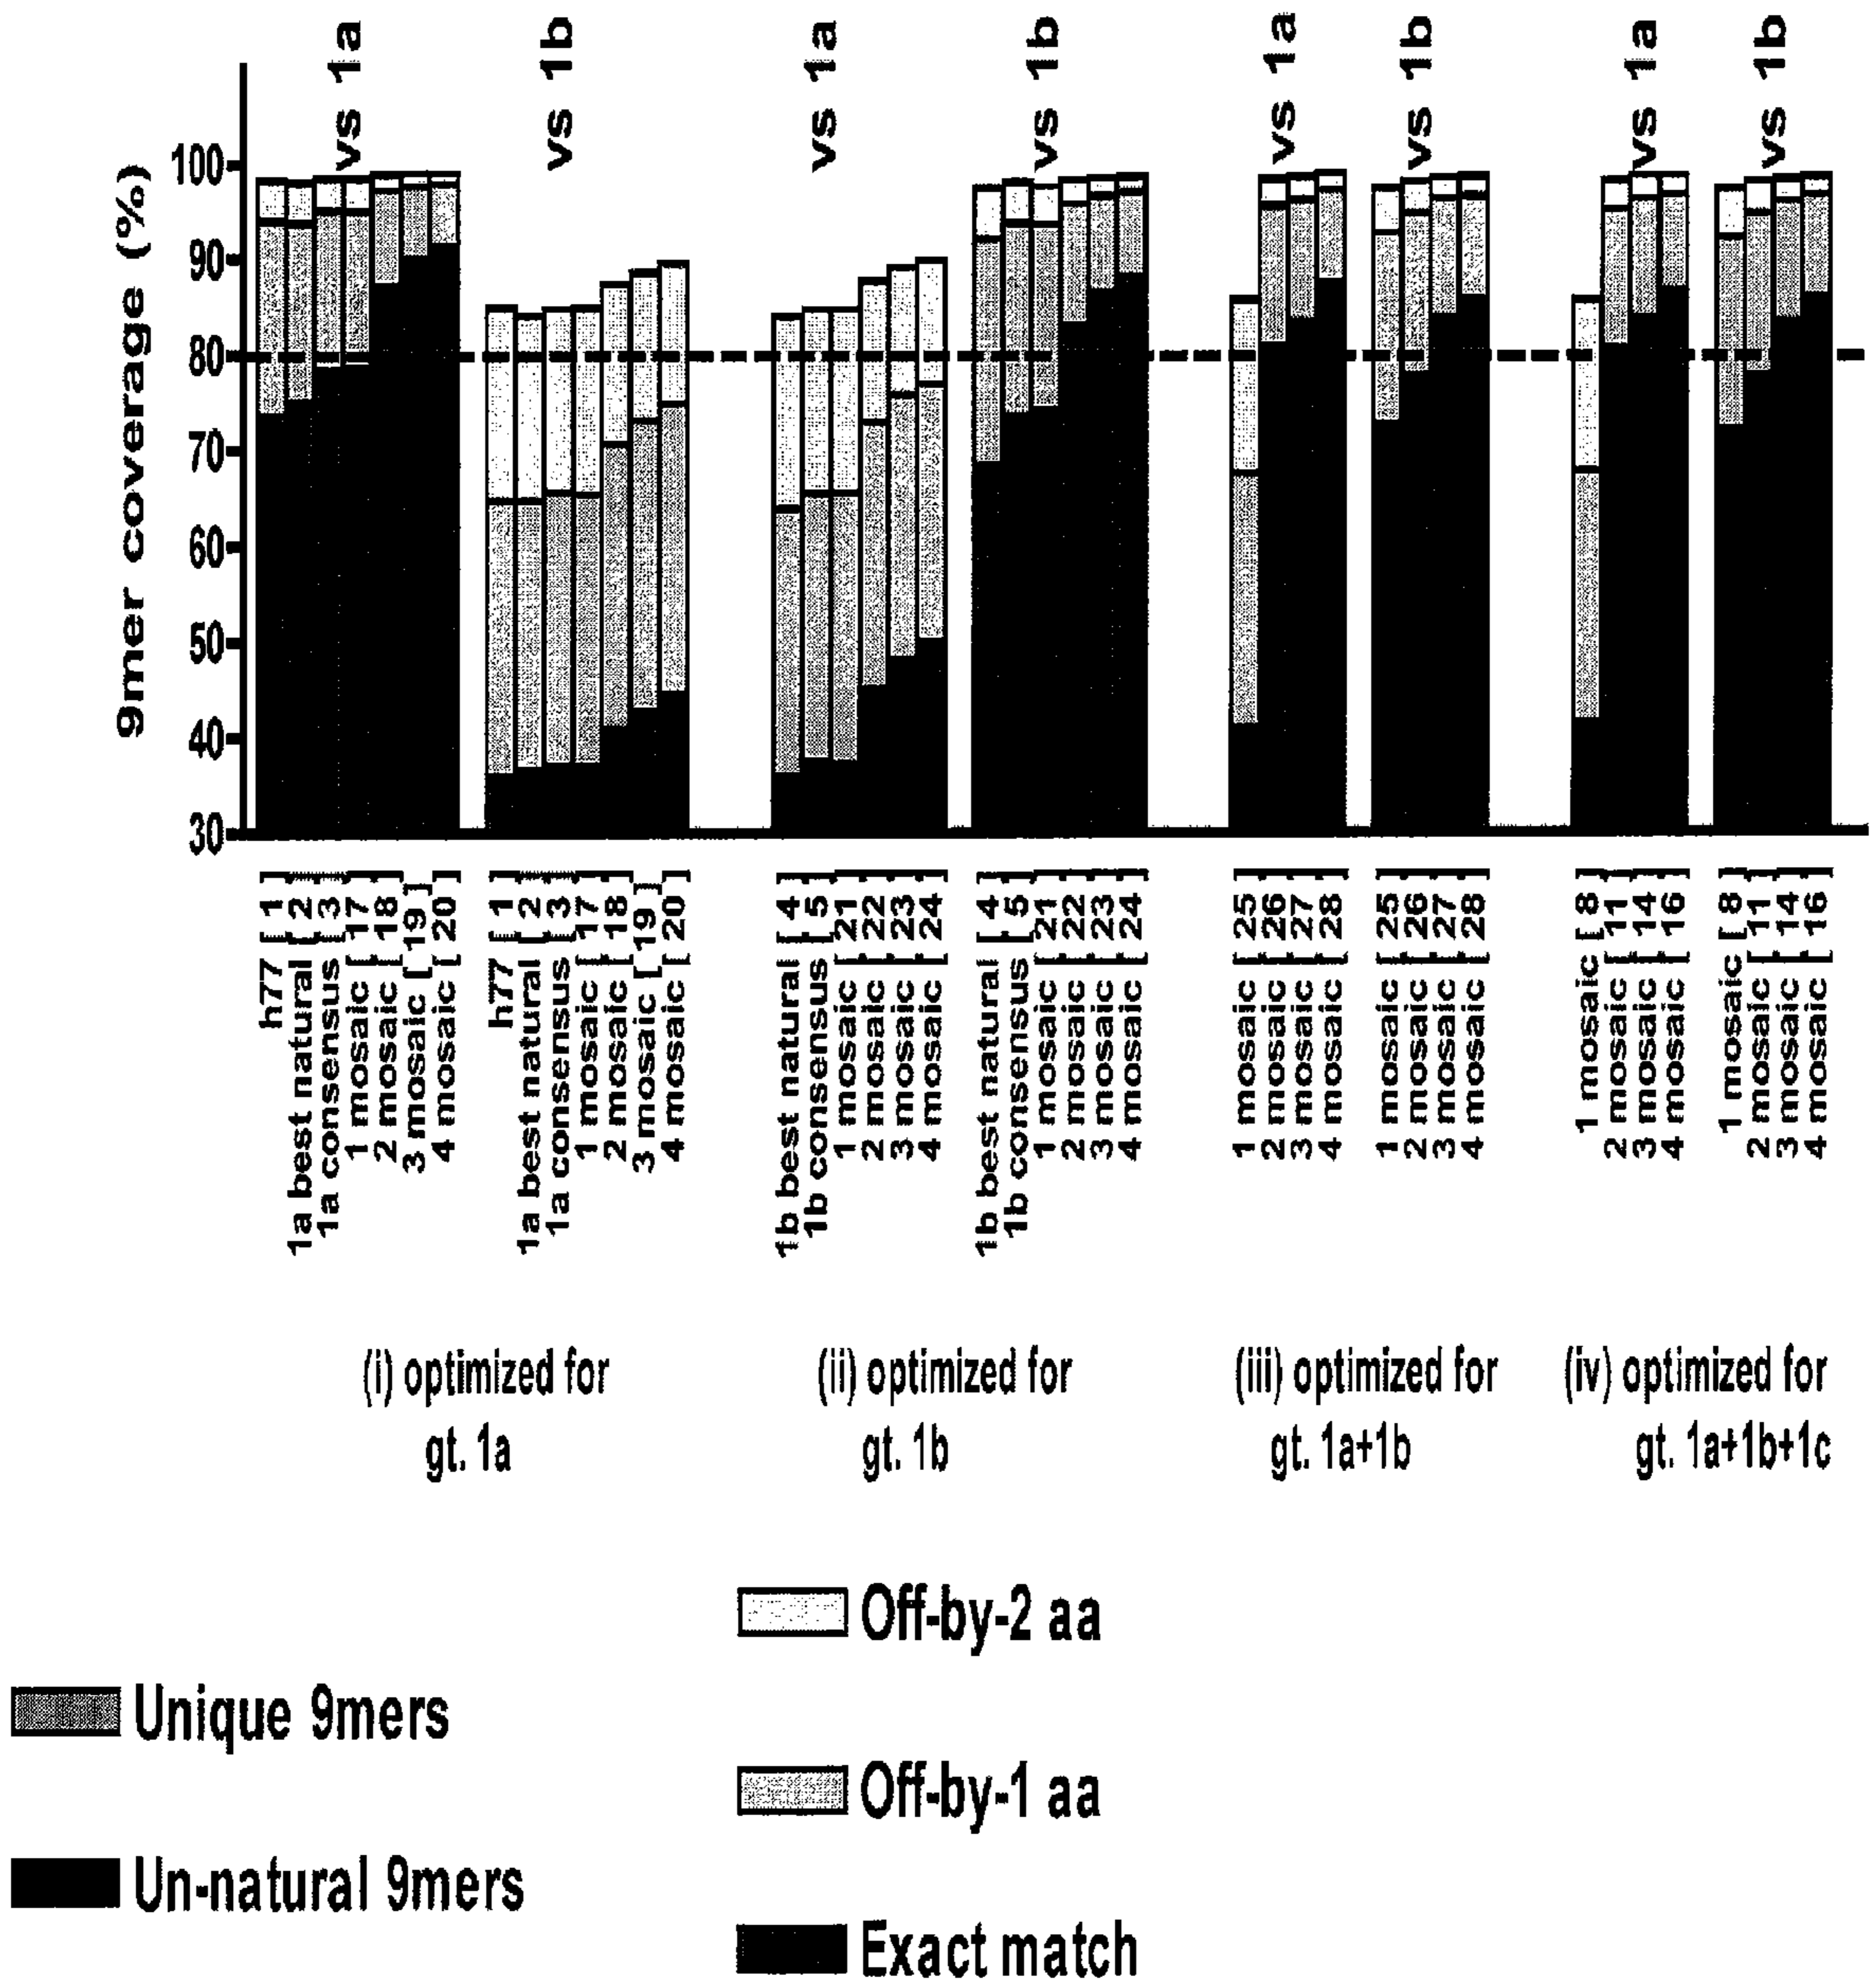 vs 1a
vs 1b
vs 1a
vs 1b
vs 1a
vs 1b
vs 1a
vs 1b
9mer coverage (%)
100
90
80
70
60
50
40
30
h77 [ 1 ]
1a best natural [ 2 ]
1a consensus [ 3 ]
1 mosaic [ 17 ]
2 mosaic [ 18 ]
3 mosaic [ 19 ]
4 mosaic [ 20 ]
h77 [ 1 ]
1a best natural [ 2 ]
1a consensus [ 3 ]
1 mosaic [ 17 ]
2 mosaic [ 18 ]
3 mosaic [ 19 ]
4 mosaic [ 20 ]
1b best natural [ 4 ]
1b consensus [ 5 ]
1 mosaic [ 21 ]
2 mosaic [ 22 ]
3 mosaic [ 23 ]
4 mosaic [ 24 ]
1b best natural [ 4 ]
1b consensus [ 5 ]
1 mosaic [ 21 ]
2 mosaic [ 22 ]
3 mosaic [ 23 ]
4 mosaic [ 24 ]
1 mosaic [ 25 ]
2 mosaic [ 26 ]
3 mosaic [ 27 ]
4 mosaic [ 28 ]
1 mosaic [ 25 ]
2 mosaic [ 26 ]
3 mosaic [ 27 ]
4 mosaic [ 28 ]
1 mosaic [ 8 ]
2 mosaic [ 11 ]
3 mosaic [ 14 ]
4 mosaic [ 16 ]
1 mosaic [ 8 ]
2 mosaic [ 11 ]
3 mosaic [ 14 ]
4 mosaic [ 16 ]
(i) optimized for
gt. 1a
(ii) optimized for
gt. 1b
(iii) optimized for
gt. 1a+1b
(iv) optimized for
gt. 1a+1b+1c
Off-by-2 aa
Unique 9mers
Off-by-1 aa
Un-natural 9mers
Exact match